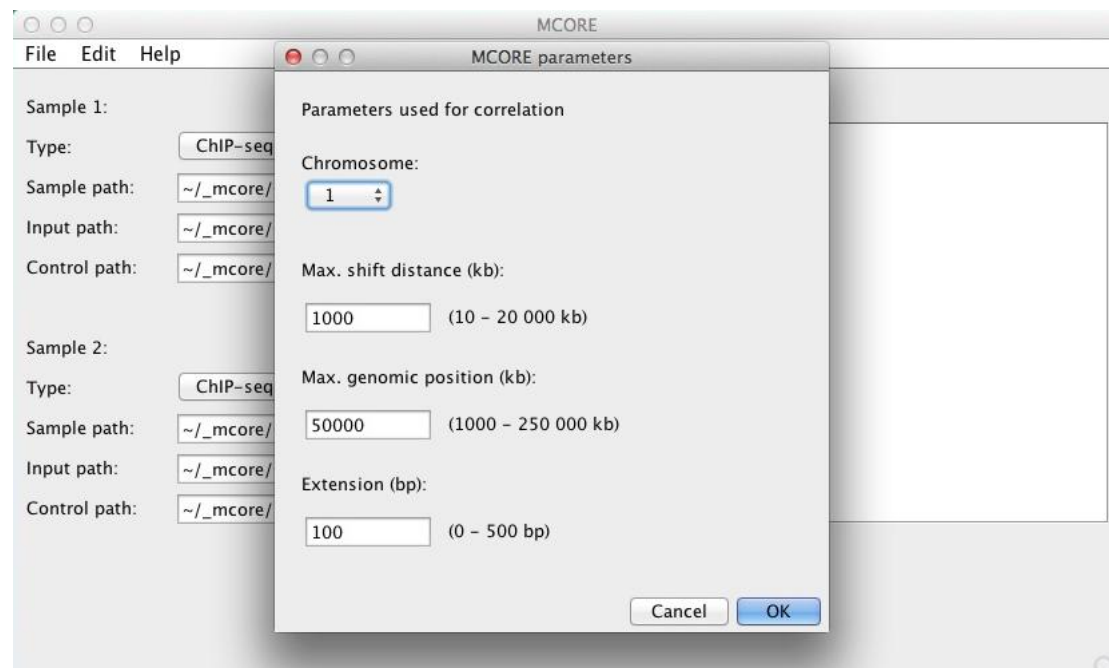 MCORE
File Edit Help
Sample 1:
Type: ChIP-seq
Sample path: ~/_mcore/
Input path: ~/_mcore/
Control path: ~/_mcore/
Sample 2:
Type: ChIP-seq
Sample path: ~/_mcore/
Input path: ~/_mcore/
Control path: ~/_mcore/
MCORE parameters
Parameters used for correlation
Chromosome:
1
Max. shift distance (kb):
1000 (10 - 20 000 kb)
Max. genomic position (kb):
50000 (1000 - 250 000 kb)
Extension (bp):
100 (0 - 500 bp)
Cancel OK